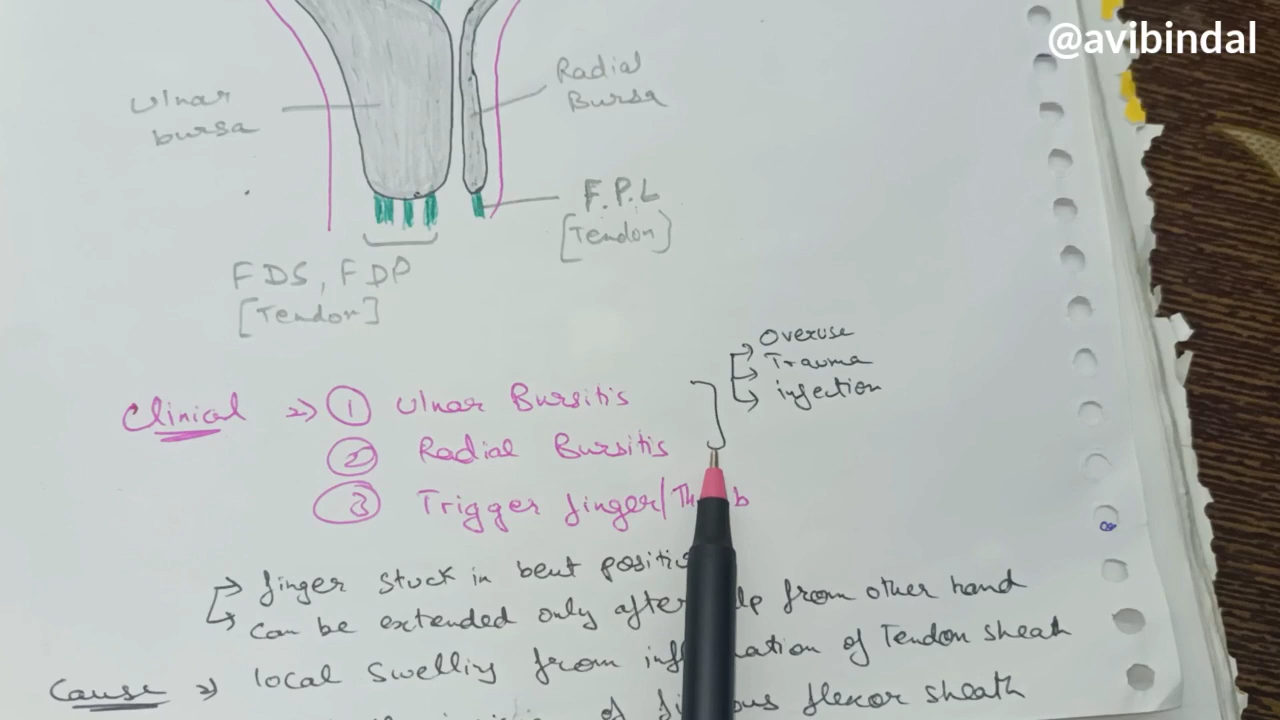 @avibindal
Ulnar
bursa
Radial
Bursa
F.P.L
[Tendon]
FDS, FDP
[Tendon]
Overuse
Trauma
infection
Clinical
① Ulnar Bursitis
② Radial Bursitis
③ Trigger finger/Th b
finger stuck in bent
can be extended only after from other hand
Cause local swelling from of Tendon sheath
of flexor sheath